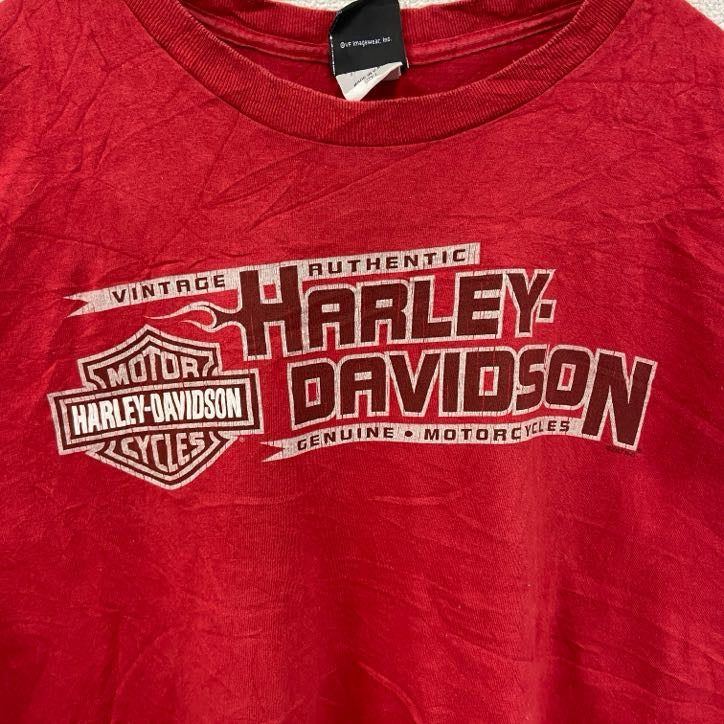 ©VF Imagewear, Inc.
VINTAGE AUTHENTIC
HARLEY-
DAVIDSON
GENUINE • MOTORCYCLES
MOTOR
HARLEY-DAVIDSON
CYCLES